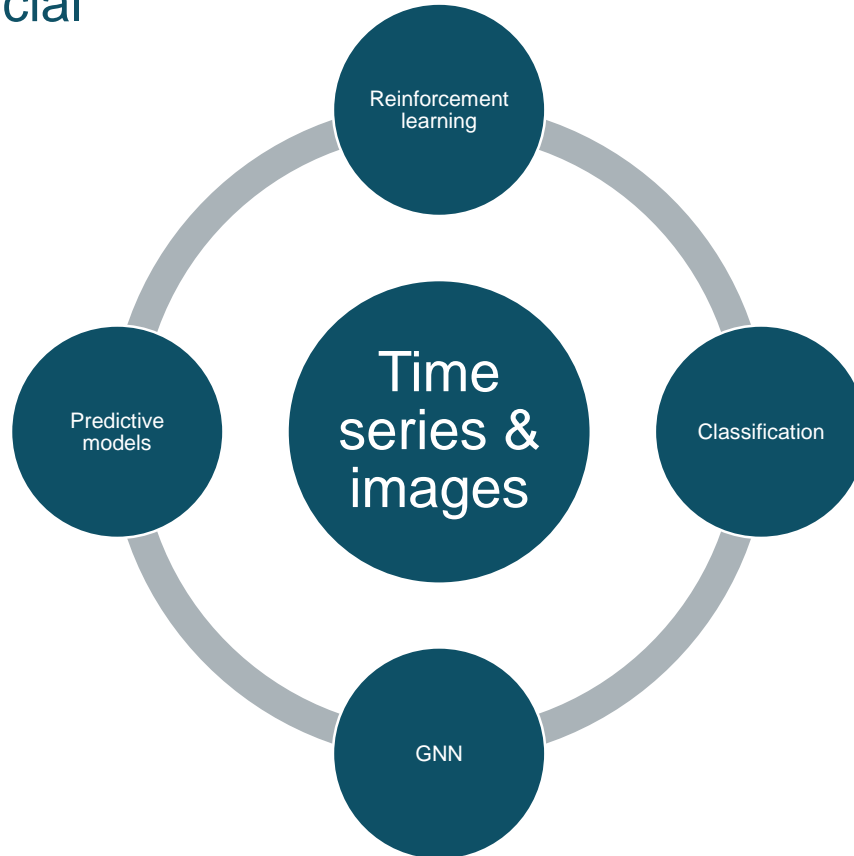 Reinforcement
learning
Time
series &
images
Predictive
models
Classification
GNN